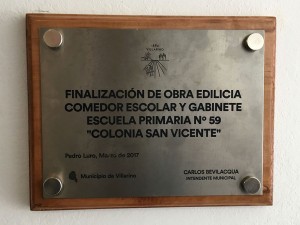 FINALIZACIÓN DE OBRA EDILICIA
COMEDOR ESCOLAR Y GABINETE
ESCUELA PRIMARIA Nº 59
"COLONIA SAN VICENTE"
Pedro Luro, Marzo de 2017
Municipio de Villarino
CARLOS BEVILACQUA
INTENDENTE MUNICIPAL